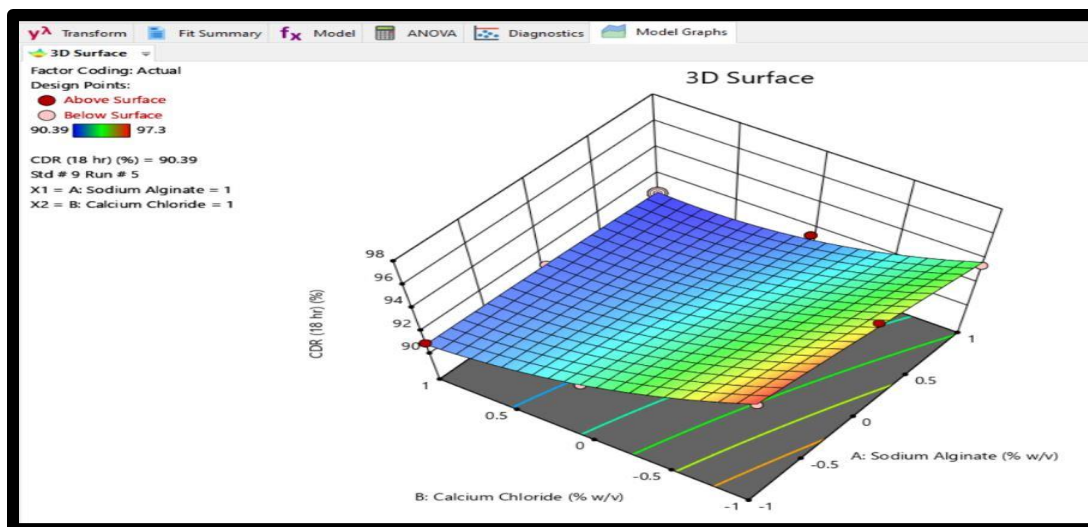 yλ Transform Fit Summary fx Model ANOVA Diagnostics Model Graphs
3D Surface
Factor Coding: Actual
Design Points:
Above Surface
Below Surface
90.39 97.3
CDR (18 hr) (%) = 90.39
Std # 9 Run # 5
X1 = A: Sodium Alginate = 1
X2 = B: Calcium Chloride = 1
3D Surface
98
96
94
92
90
CDR (18 hr) (%)
1
0.5
0
-0.5
-1
B: Calcium Chloride (% w/v)
1
0.5
0
-0.5
-1
A: Sodium Alginate (% w/v)